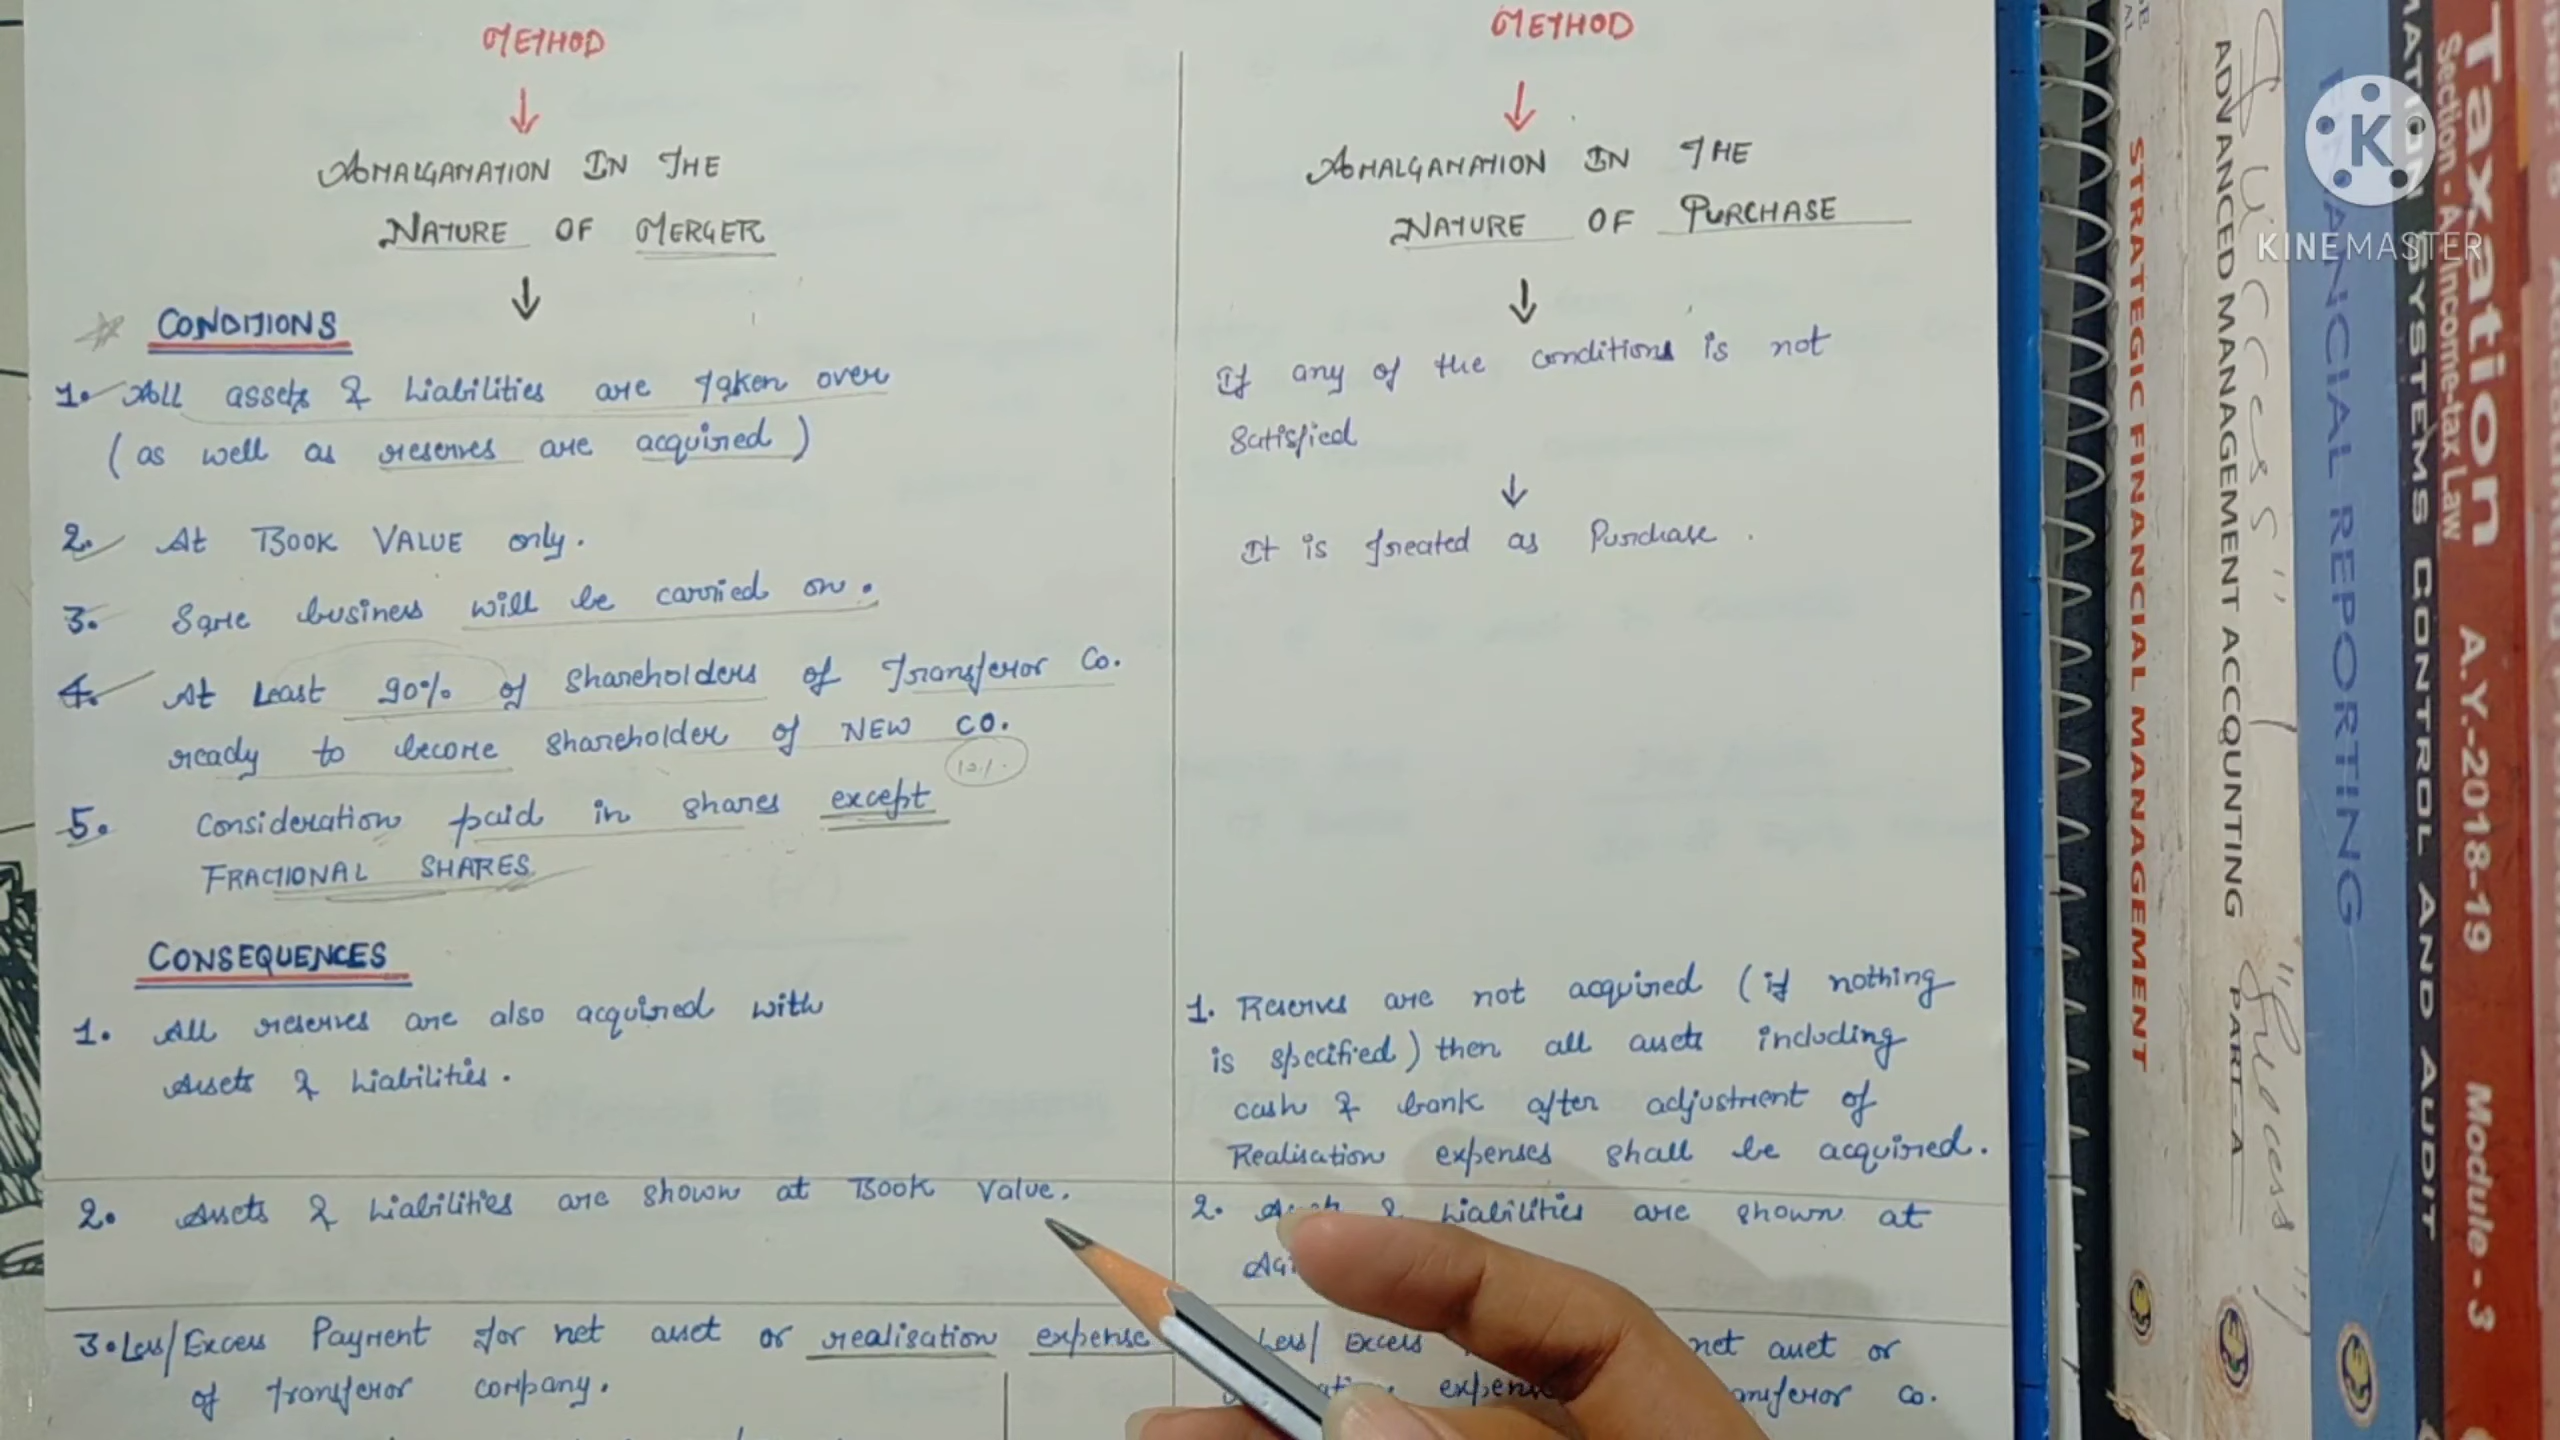 METHOD
AMALGAMATION IN THE
NATURE OF MERGER
CONDITIONS
1. All assets & Liabilities are taken over
(as well as reserves are acquired)
2. At BOOK VALUE only.
3. Same business will be carried on.
4. At Least 90% of shareholders of Transferor Co.
ready to become shareholder of NEW CO.
5. Consideration paid in shares except
FRACTIONAL SHARES.
CONSEQUENCES
1. All reserves are also acquired with
Assets & Liabilities.
2. Assets & Liabilities are shown at Book Value.
3. Less/Excess Payment for net asset or realisation expense
of transferor company.
METHOD
AMALGAMATION IN THE
NATURE OF PURCHASE
If any of the conditions is not
satisfied
It is treated as Purchase.
1. Reserves are not acquired (if nothing
is specified) then all assets including
cash & bank after adjustment of
Realisation expenses shall be acquired.
2. & Liabilities are shown at
Less/Excess net asset or
Co.
STRATEGIC FINANCIAL MANAGEMENT
ADVANCED MANAGEMENT ACCOUNTING PART-A
"Success"
"Success"
FINANCIAL REPORTING
SYSTEMS CONTROL AND AUDIT
Taxation
Section - A: Income-tax Law
A.Y.-2018-19 Module - 3
K
KINEMASTER